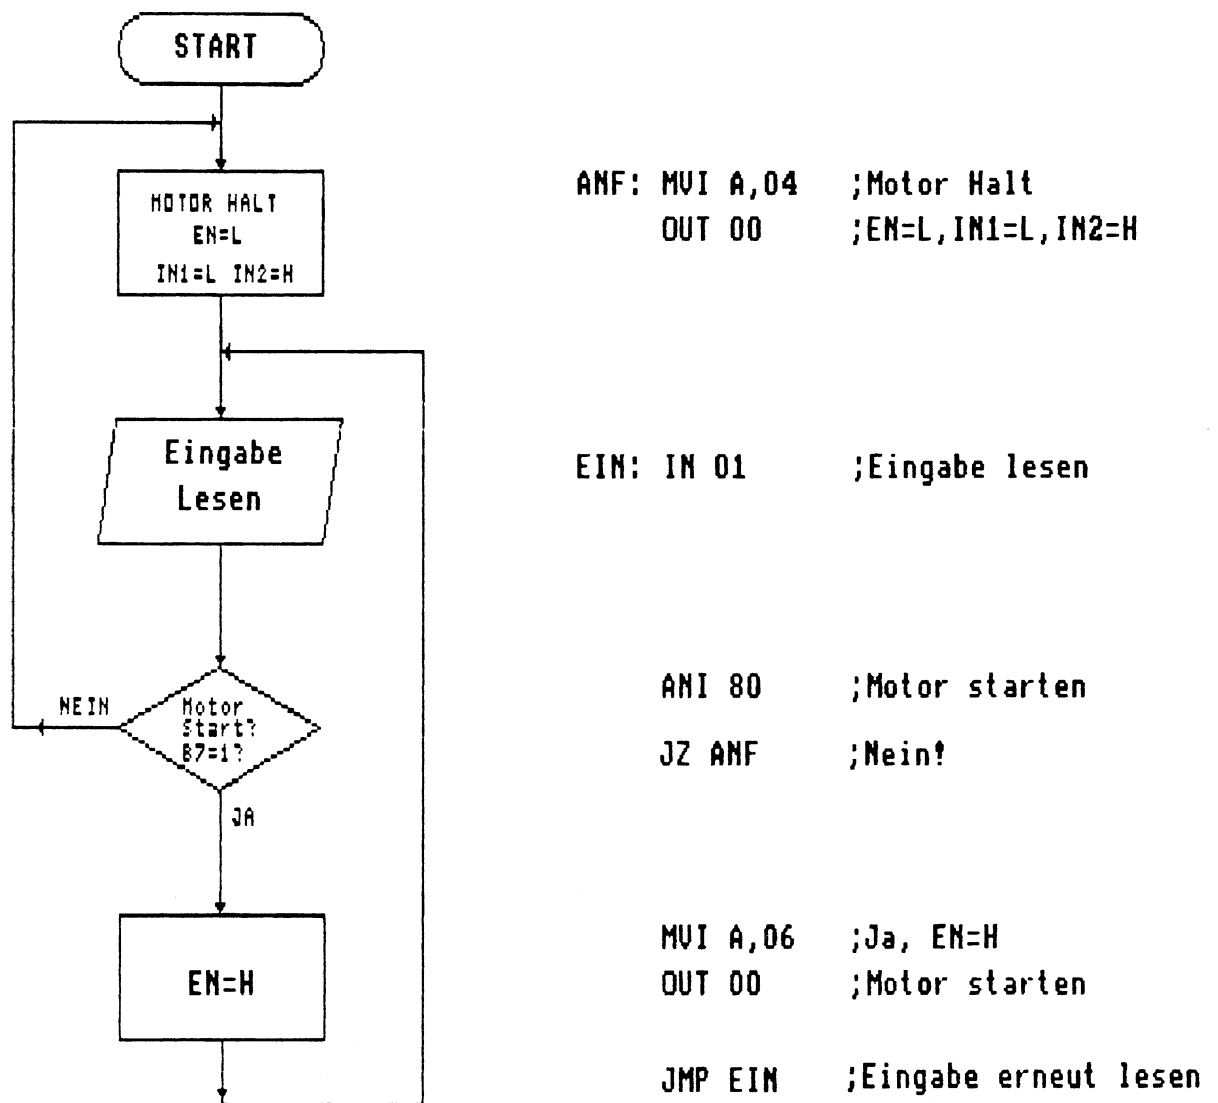 START
MOTOR HALT
EN=L
IN1=L IN2=H
ANF: MVI A,04 ;Motor Halt
OUT 00 ;EN=L,IN1=L,IN2=H
Eingabe
Lesen
EIN: IN 01 ;Eingabe lesen
NEIN
Motor
Start?
B7=1?
JA
ANI 80 ;Motor starten
JZ ANF ;Nein!
EN=H
MVI A,06 ;Ja, EN=H
OUT 00 ;Motor starten
JMP EIN ;Eingabe erneut lesen